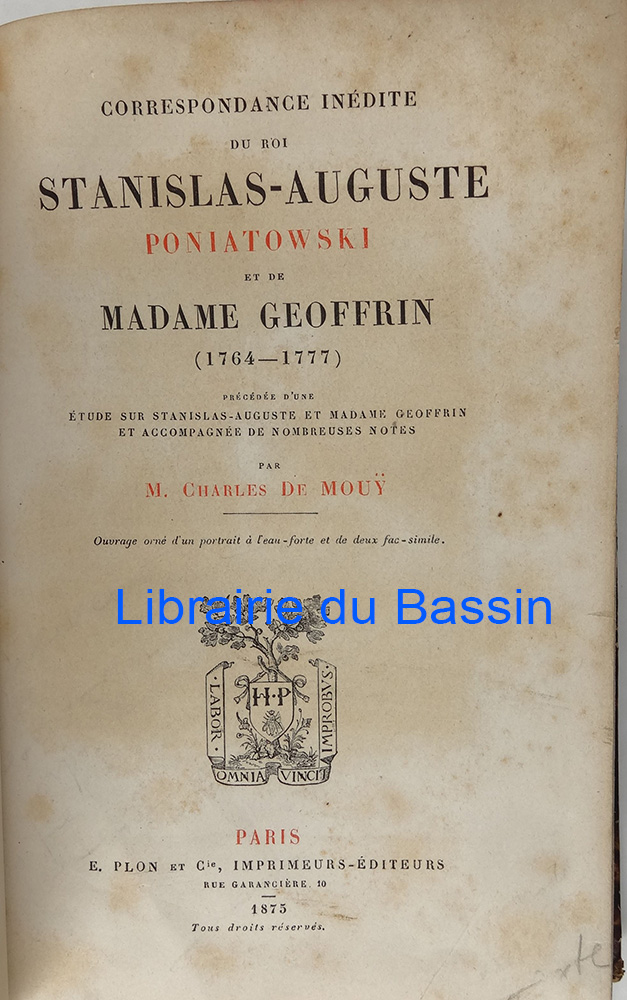 CORRESPONDANCE INÉDITE
DU ROI
STANISLAS-AUGUSTE
PONIATOWSKI
ET DE
MADAME GEOFFRIN
(1764—1777)
PRÉCÉDÉE D'UNE
ÉTUDE SUR STANISLAS-AUGUSTE ET MADAME GEOFFRIN
ET ACCOMPAGNÉE DE NOMBREUSES NOTES
PAR
M. CHARLES DE MOUŸ
Ouvrage orné d'un portrait à l'eau-forte et de deux fac-simile.
Librairie du Bassin
H·P
LABOR
IMPROBVS
OMNIA VINCIT
PARIS
E. PLON ET Cie, IMPRIMEURS-ÉDITEURS
RUE GARANCIÈRE, 10
1875
Tous droits réservés.